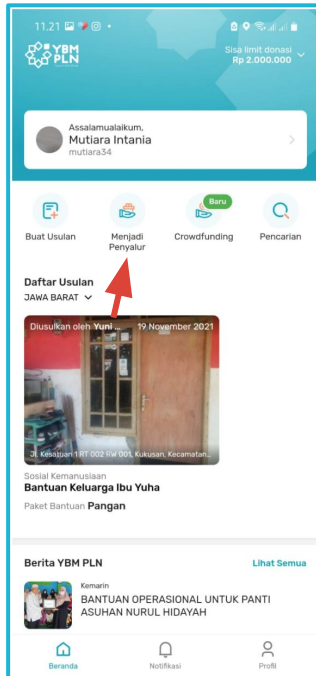 11.21
YBM
PLN
Sisa limit donasi
Rp 2.000.000
Assalamualaikum,
Mutiara Intania
mutiara34
Baru
Buat Usulan
Menjadi
Penyalur
Crowdfunding
Pencarian
Daftar Usulan
JAWA BARAT
Diusulkan oleh Yuni ... 19 November 2021
Jl. Kesatuan 1 RT 002 RW 001, Kukusan, Kecamatan...
Sosial Kemanusiaan
Bantuan Keluarga Ibu Yuha
Paket Bantuan Pangan
Berita YBM PLN
Lihat Semua
Kemarin
BANTUAN OPERASIONAL UNTUK PANTI
ASUHAN NURUL HIDAYAH
Beranda
Notifikasi
Profil